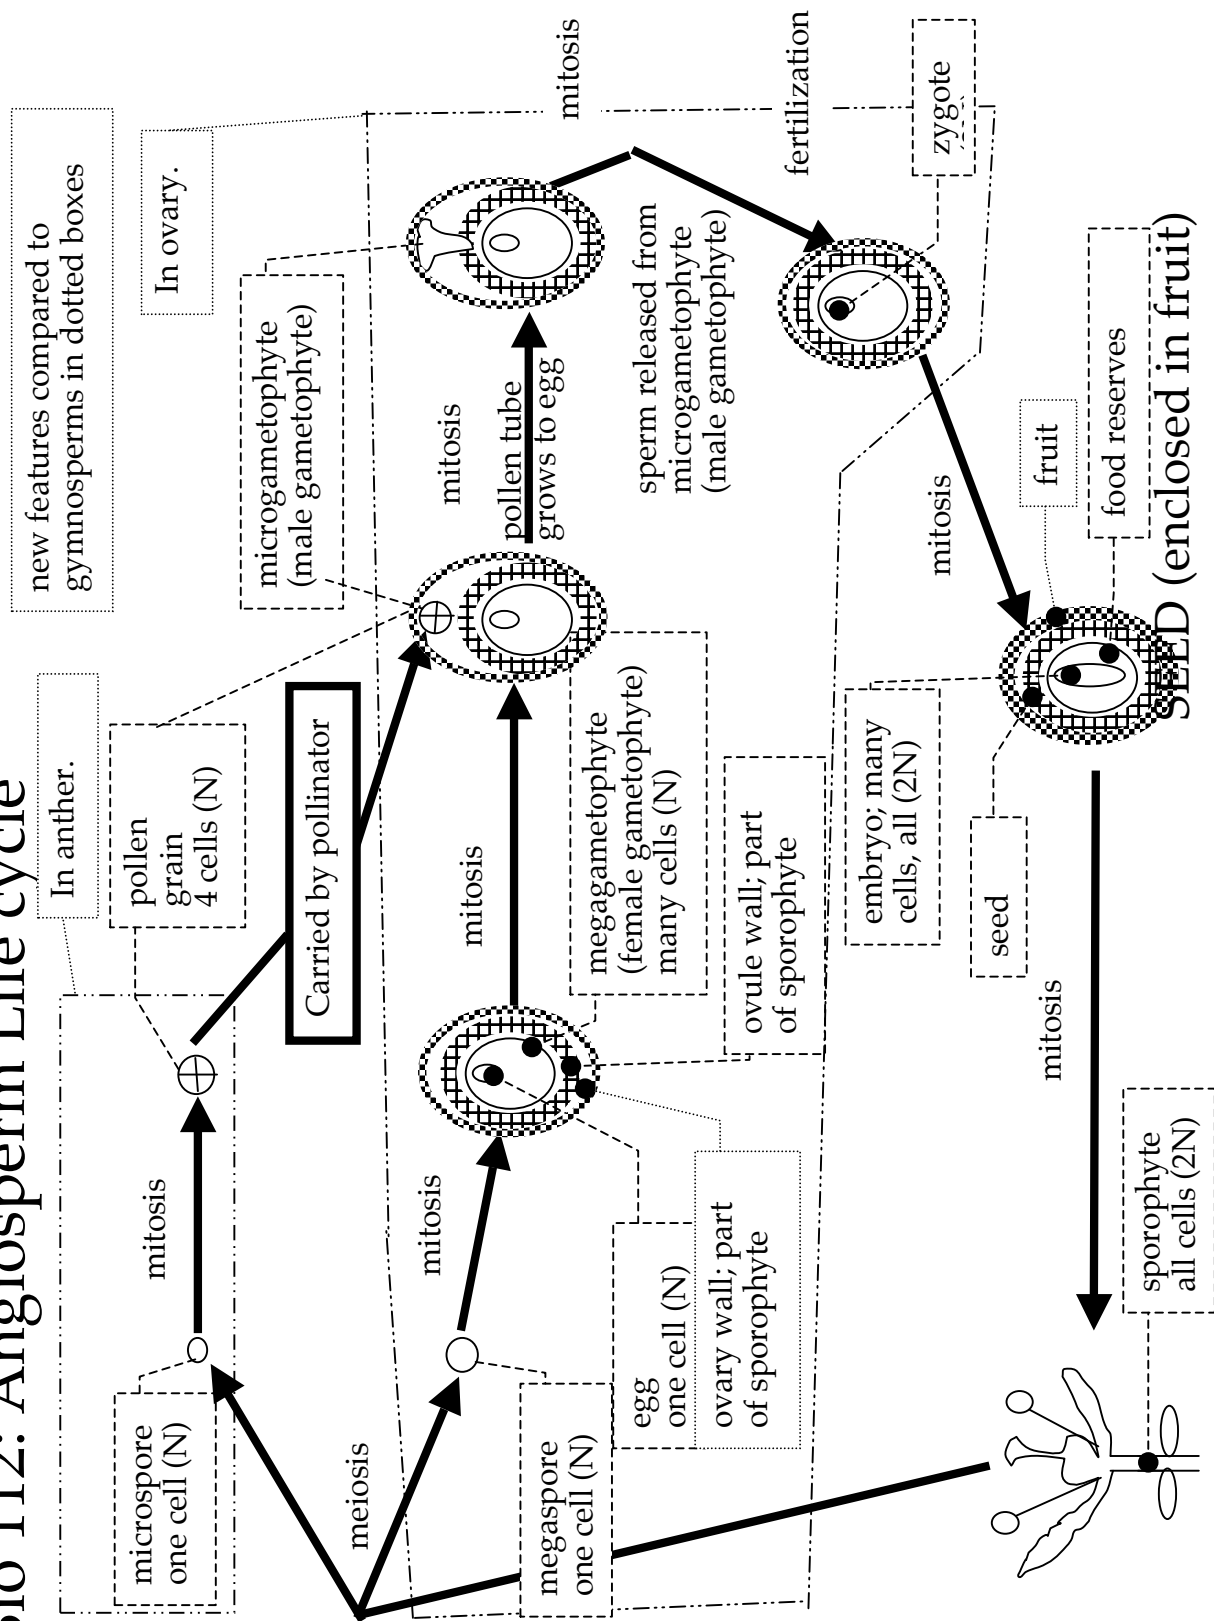 Bio 112: Angiosperm Life cycle
new features compared to
gymnosperms in dotted boxes
In anther.
In ovary.
microspore
one cell (N)
mitosis
pollen
grain
4 cells (N)
microgametophyte
(male gametophyte)
Carried by pollinator
meiosis
mitosis
mitosis
mitosis
pollen tube
grows to egg
mitosis
megaspore
one cell (N)
egg
one cell (N)
ovary wall; part
of sporophyte
megagametophyte
(female gametophyte)
many cells (N)
ovule wall; part
of sporophyte
sperm released from
microgametophyte
(male gametophyte)
fertilization
zygote
embryo; many
cells, all (2N)
mitosis
seed
fruit
food reserves
SEED (enclosed in fruit)
mitosis
sporophyte
all cells (2N)